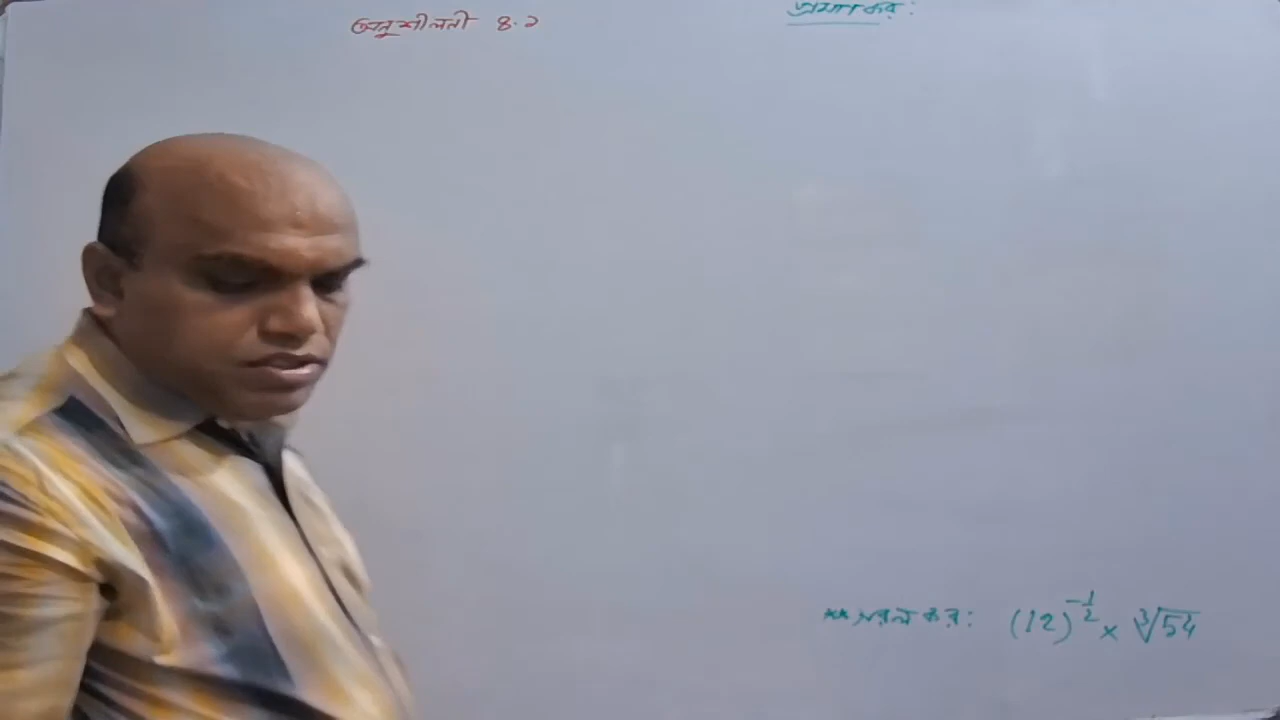 অনুশীলনী ৪.১
প্রমাণ কর:
** সরল কর: (12)^{-1/2} × ∛54